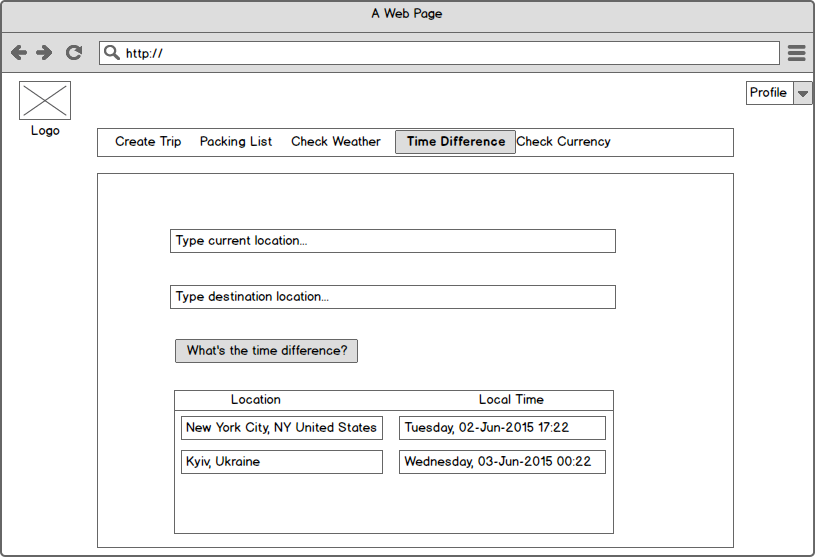 A Web Page
http://
Profile
Logo
Create Trip Packing List Check Weather Time Difference Check Currency
Type current location...
Type destination location...
What's the time difference?
Location Local Time
New York City, NY United States Tuesday, 02-Jun-2015 17:22
Kyiv, Ukraine Wednesday, 03-Jun-2015 00:22